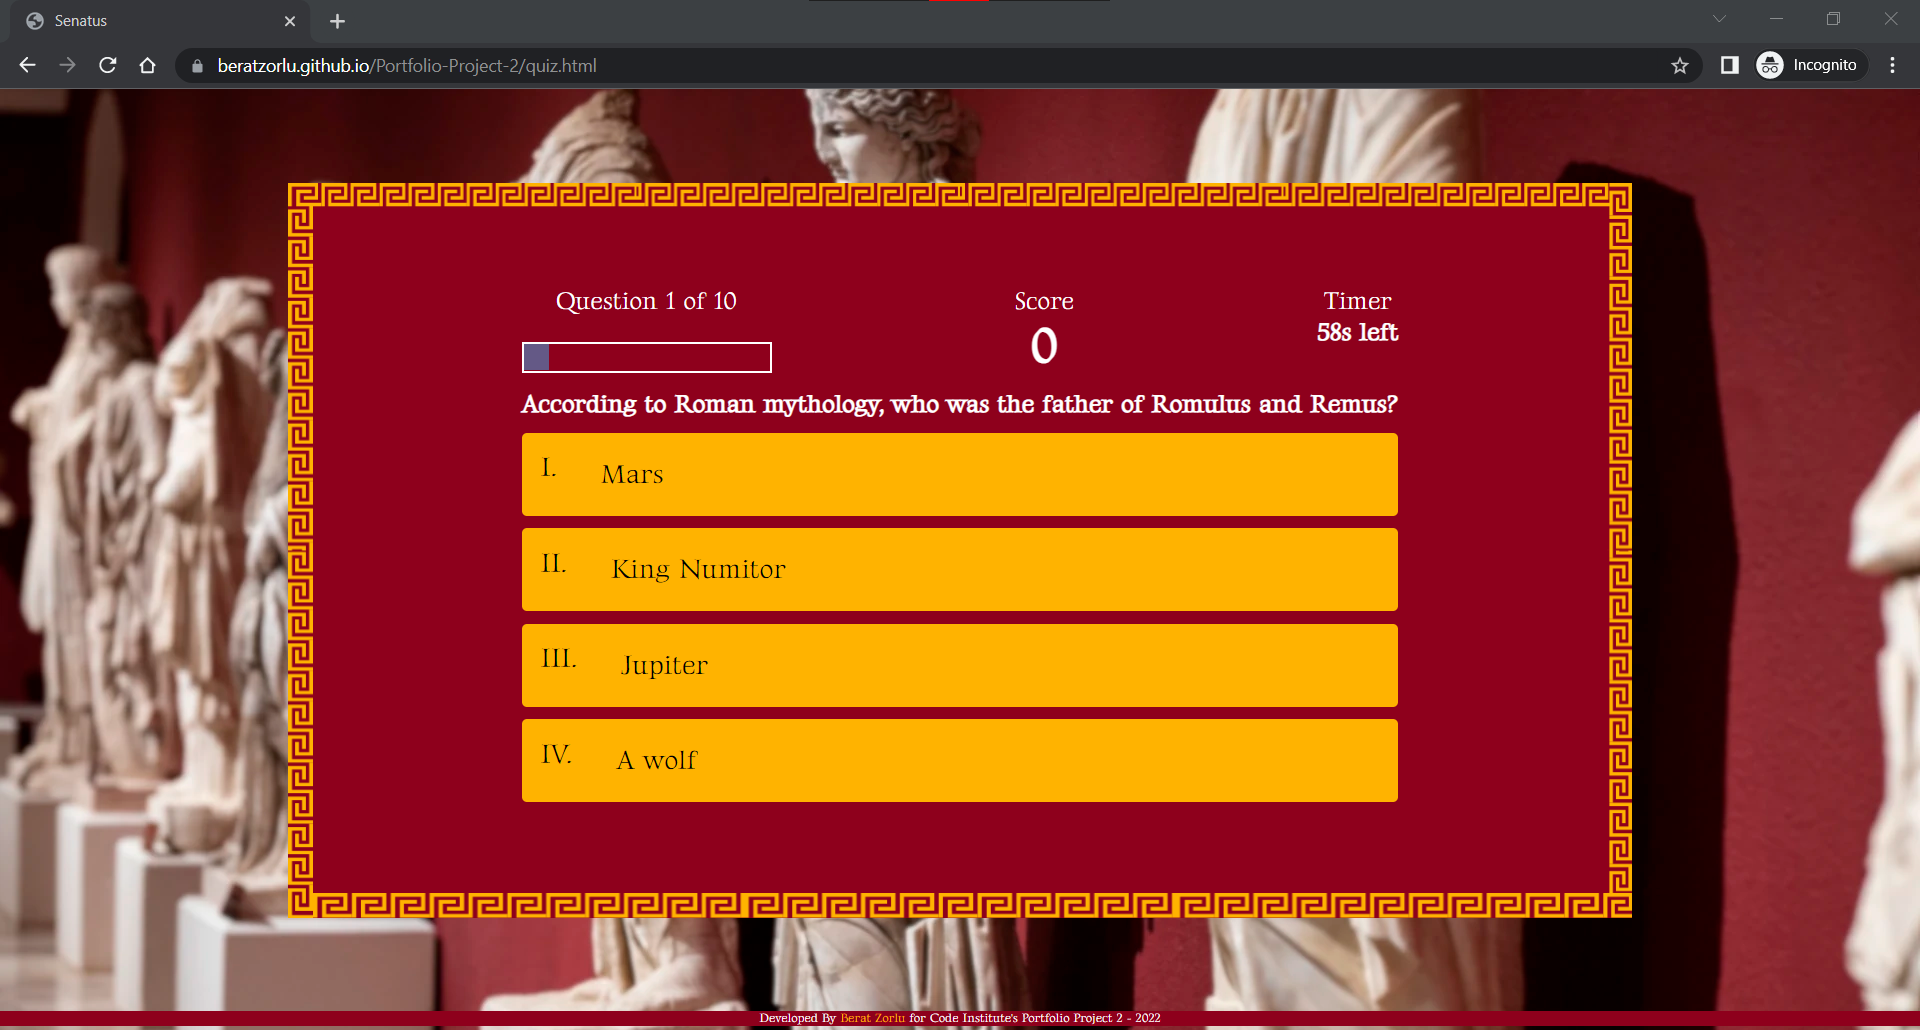 Senatus
beratzorlu.github.io/Portfolio-Project-2/quiz.html
Incognito
Question 1 of 10
Score
0
Timer
58s left
According to Roman mythology, who was the father of Romulus and Remus?
I. Mars
II. King Numitor
III. Jupiter
IV. A wolf
Developed By Berat Zorlu for Code Institute's Portfolio Project 2 - 2022